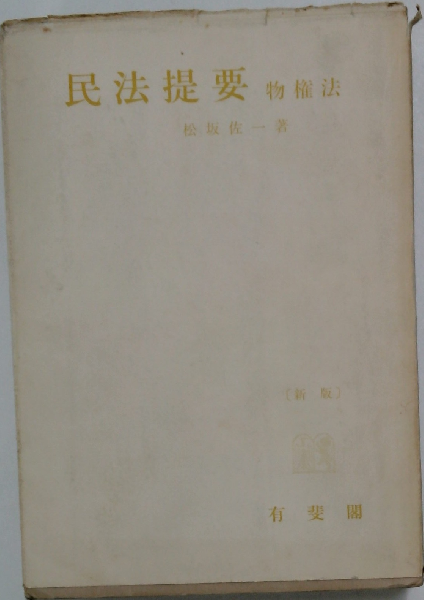 民法提要 物権法
松坂佐一著
〔新版〕
有斐閣